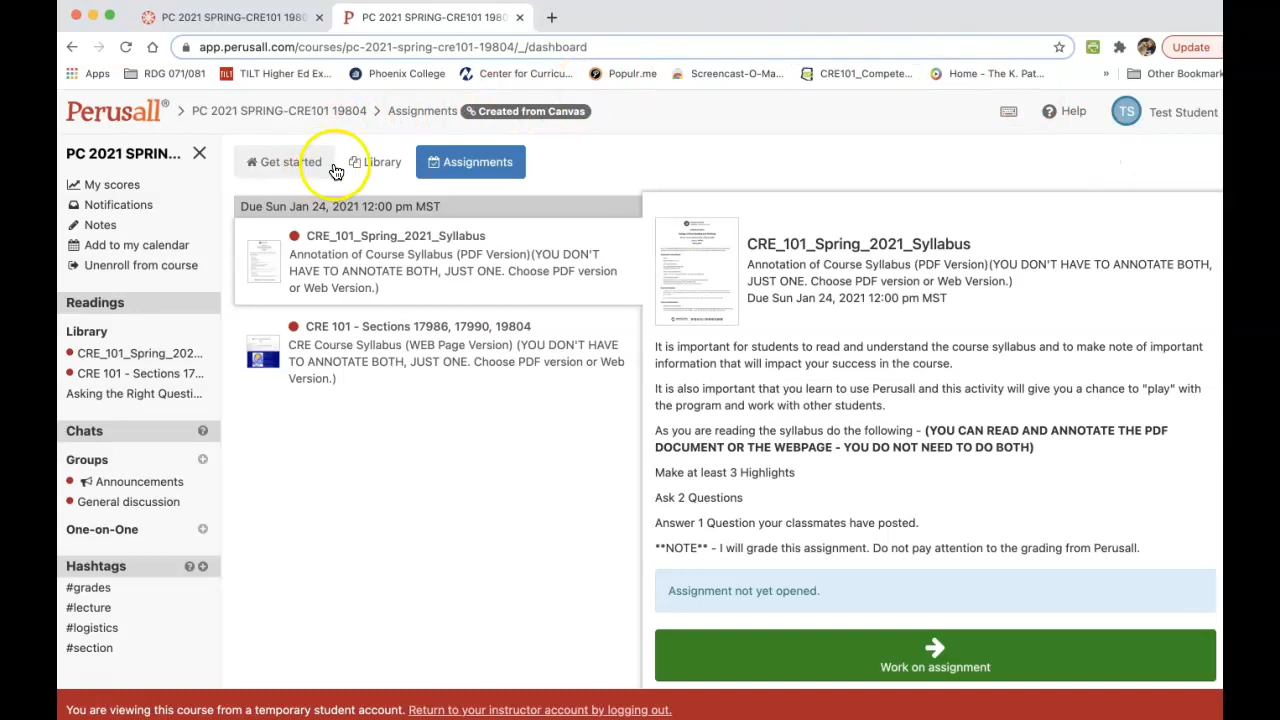 PC 2021 SPRING-CRE101 1980
PC 2021 SPRING-CRE101 1980
app.perusall.com/courses/pc-2021-spring-cre101-19804/_/dashboard
Update
Apps
RDG 071/081
TILT Higher Ed Ex...
Phoenix College
Center for Curricu...
Populr.me
Screencast-O-Ma...
CRE101_Compete...
Home - The K. Pat...
»
Other Bookmark
Perusall®
PC 2021 SPRING-CRE101 19804
Assignments
Created from Canvas
Help
TS
Test Student
PC 2021 SPRIN...
My scores
Notifications
Notes
Add to my calendar
Unenroll from course
Readings
Library
CRE_101_Spring_202...
CRE 101 - Sections 17...
Asking the Right Questi...
Chats
Groups
Announcements
General discussion
One-on-One
Hashtags
#grades
#lecture
#logistics
#section
Get started
Library
Assignments
Due Sun Jan 24, 2021 12:00 pm MST
CRE_101_Spring_2021_Syllabus
Annotation of Course Syllabus (PDF Version)(YOU DON'T
HAVE TO ANNOTATE BOTH, JUST ONE. Choose PDF version
or Web Version.)
CRE 101 - Sections 17986, 17990, 19804
CRE Course Syllabus (WEB Page Version) (YOU DON'T HAVE
TO ANNOTATE BOTH, JUST ONE. Choose PDF version or Web
Version.)
CRE_101_Spring_2021_Syllabus
Annotation of Course Syllabus (PDF Version)(YOU DON'T HAVE TO ANNOTATE BOTH,
JUST ONE. Choose PDF version or Web Version.)
Due Sun Jan 24, 2021 12:00 pm MST
It is important for students to read and understand the course syllabus and to make note of important
information that will impact your success in the course.
It is also important that you learn to use Perusall and this activity will give you a chance to "play" with
the program and work with other students.
As you are reading the syllabus do the following - (YOU CAN READ AND ANNOTATE THE PDF
DOCUMENT OR THE WEBPAGE - YOU DO NOT NEED TO DO BOTH)
Make at least 3 Highlights
Ask 2 Questions
Answer 1 Question your classmates have posted.
**NOTE** - I will grade this assignment. Do not pay attention to the grading from Perusall.
Assignment not yet opened.
Work on assignment
You are viewing this course from a temporary student account. Return to your instructor account by logging out.